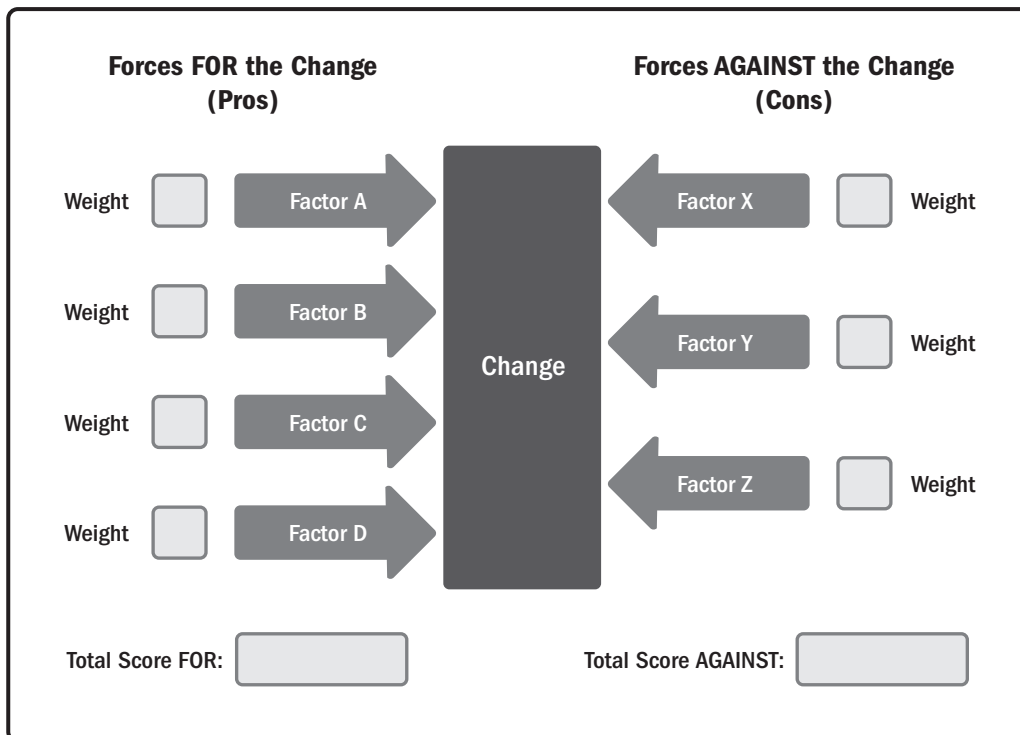 Forces FOR the Change
(Pros)
Forces AGAINST the Change
(Cons)
Weight
Factor A
Factor X
Weight
Weight
Factor B
Factor Y
Weight
Change
Weight
Factor C
Factor Z
Weight
Weight
Factor D
Total Score FOR:
Total Score AGAINST: